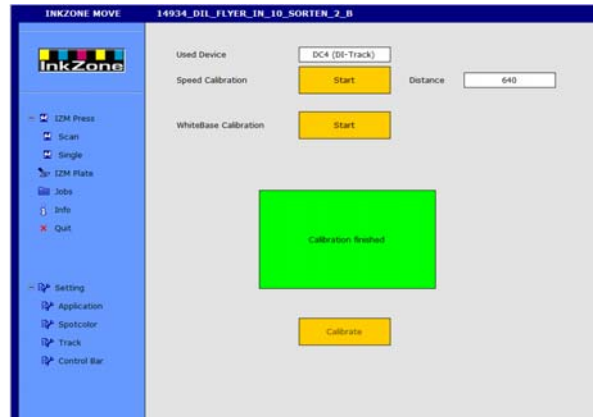 INKZONE MOVE 14934_DIL_FLYER_IN_10_SORTEN_2_B
InkZone
IZM Press
Scan
Single
IZM Plate
Jobs
Info
Quit
Setting
Application
Spotcolor
Track
Control Bar
Used Device DC4 (DI-Track)
Speed Calibration Start Distance 640
WhiteBase Calibration Start
Calibration finished
Calibrate